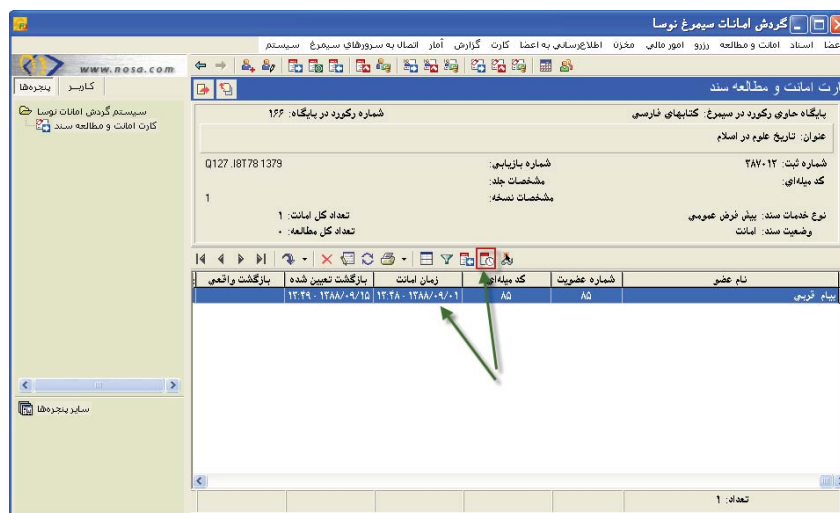 گردش امانات سیمرغ نوسا
عضا اسناد امانت و مطالعه رزرو امور مالی مخزن اطلاع‌رسانی به اعضا کارت گزارش آمار اتصال به سرورهای سیمرغ سیستم
www.nosa.com
کاربر پنجره‌ها
رت امانت و مطالعه سند
سیستم گردش امانات نوسا
کارت امانت و مطالعه سند
پایگاه حاوی رکورد در سیمرغ: کتابهای فارسی شماره رکورد در پایگاه: ۱۶۶
عنوان: تاریخ علوم در اسلام
شماره ثبت: ۲۸۷۰۱۲ شماره بازیابی: Q127 .I8T78 1379
کد میله‌ای: مشخصات جلد:
مشخصات نسخه: 1
نوع خدمات سند: پیش فرض عمومی تعداد کل امانت: ۱
وضعیت سند: امانت تعداد کل مطالعه: ۰
نام عضو شماره عضویت کد میله‌ای زمان امانت بازگشت تعیین شده بازگشت واقعی
پیام قربی ۸۵ ۸۵ ۱۳۸۸/۰۹/۰۱ - ۱۳:۴۸ ۱۳۸۸/۰۹/۱۵ - ۱۳:۴۹
سایر پنجره‌ها
تعداد: ۱